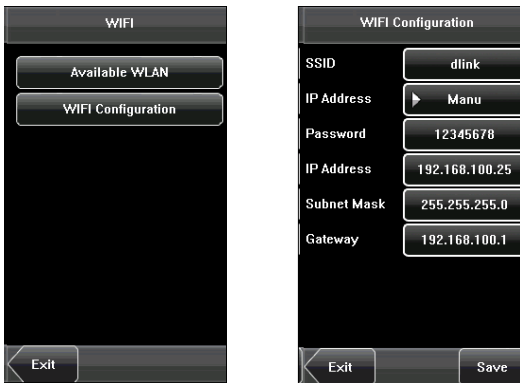 WIFI
Available WLAN
WIFI Configuration
Exit
WIFI Configuration
SSID dlink
IP Address Manu
Password 12345678
IP Address 192.168.100.25
Subnet Mask 255.255.255.0
Gateway 192.168.100.1
Exit Save